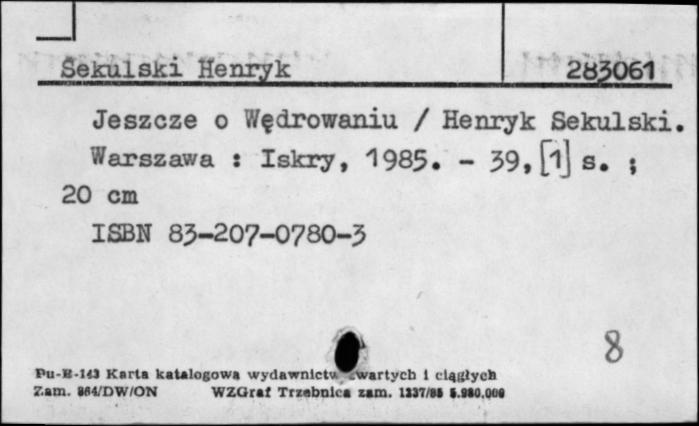 Sekulski Henryk 283061
Jeszcze o Wędrowaniu / Henryk Sekulski.
Warszawa : Iskry, 1985. - 39,[1] s. ;
20 cm
ISBN 83-207-0780-3
8
Pu-E-143 Karta katalogowa wydawnictw zwartych i ciągłych
Zam. 864/DW/ON WZGraf Trzebnica zam. 1337/85 5.980.000